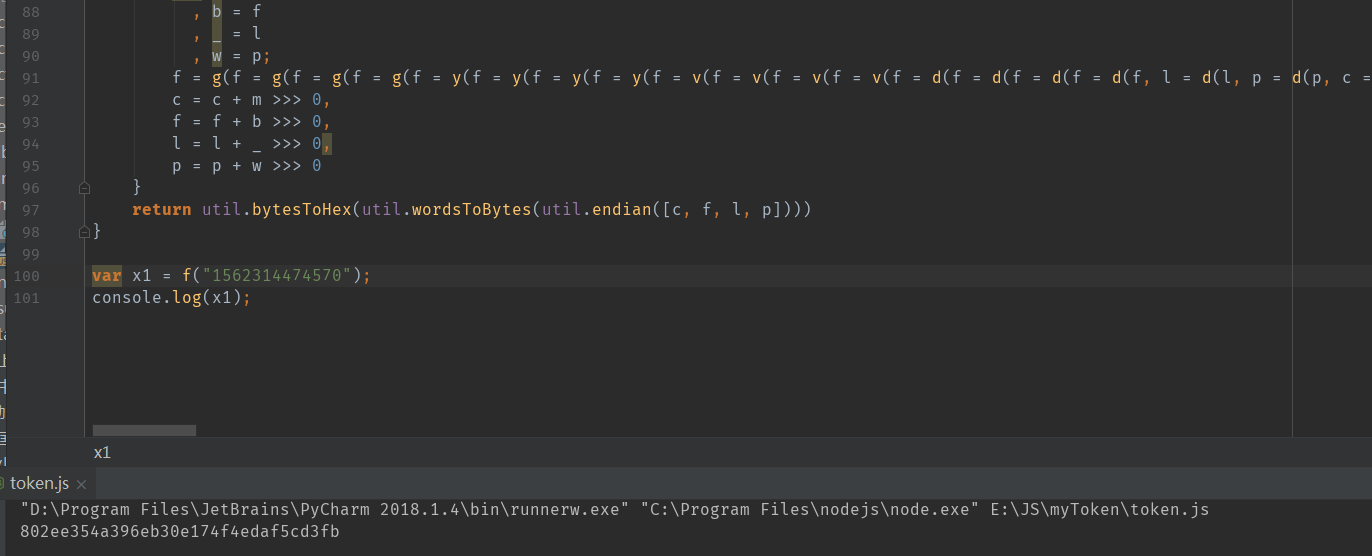 88 , b = f
89 , _ = l
90 , w = p;
91 f = g(f = g(f = g(f = g(f = y(f = y(f = y(f = y(f = v(f = v(f = v(f = v(f = d(f = d(f = d(f = d(f, l = d(l, p = d(p, c =
92 c = c + m >>> 0,
93 f = f + b >>> 0,
94 l = l + _ >>> 0,
95 p = p + w >>> 0
96 }
97 return util.bytesToHex(util.wordsToBytes(util.endian([c, f, l, p])))
98 }
99
100 var x1 = f("1562314474570");
101 console.log(x1);
x1
token.js
"D:\Program Files\JetBrains\PyCharm 2018.1.4\bin\runnerw.exe" "C:\Program Files\nodejs\node.exe" E:\JS\myToken\token.js
802ee354a396eb30e174f4edaf5cd3fb